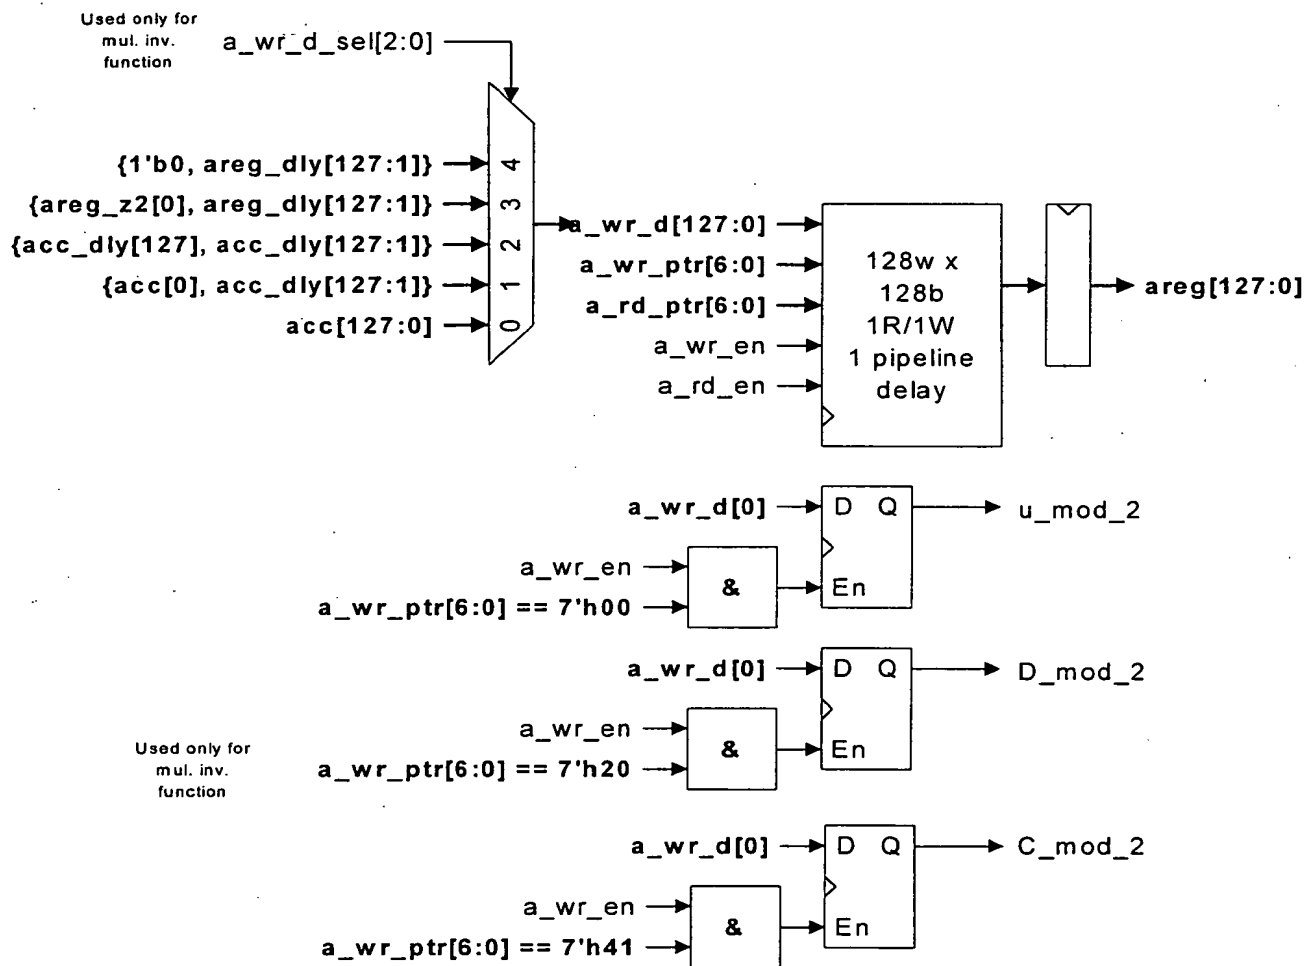 Used only for
mul. inv.
function
a_wr_d_sel[2:0]
{1'b0, areg_dly[127:1]}
4
{areg_z2[0], areg_dly[127:1]}
3
{acc_dly[127], acc_dly[127:1]}
2
{acc[0], acc_dly[127:1]}
1
acc[127:0]
0
a_wr_d[127:0]
a_wr_ptr[6:0]
a_rd_ptr[6:0]
a_wr_en
a_rd_en
128w x
128b
1R/1W
1 pipeline
delay
areg[127:0]
a_wr_d[0]
D Q
u_mod_2
a_wr_en
a_wr_ptr[6:0] == 7'h00
&
En
a_wr_d[0]
D Q
D_mod_2
a_wr_en
a_wr_ptr[6:0] == 7'h20
&
En
Used only for
mul. inv.
function
a_wr_d[0]
D Q
C_mod_2
a_wr_en
a_wr_ptr[6:0] == 7'h41
&
En